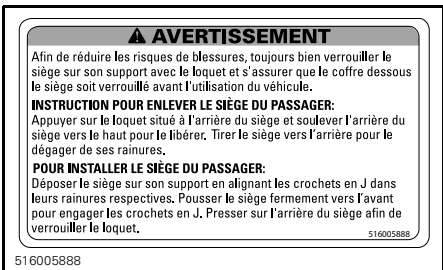 AVERTISSEMENT
Afin de réduire les risques de blessures, toujours bien verrouiller le
siège sur son support avec le loquet et s'assurer que le coffre dessous
le siège soit verrouillé avant l'utilisation du véhicule.
INSTRUCTION POUR ENLEVER LE SIÈGE DU PASSAGER:
Appuyer sur le loquet situé à l'arrière du siège et soulever l'arrière du
siège vers le haut pour le libérer. Tirer le siège vers l'arrière pour le
dégager de ses rainures.
POUR INSTALLER LE SIÈGE DU PASSAGER:
Déposer le siège sur son support en alignant les crochets en J dans
leurs rainures respectives. Pousser le siège fermement vers l'avant
pour engager les crochets en J. Presser sur l'arrière du siège afin de
verrouiller le loquet.
516005888
516005888